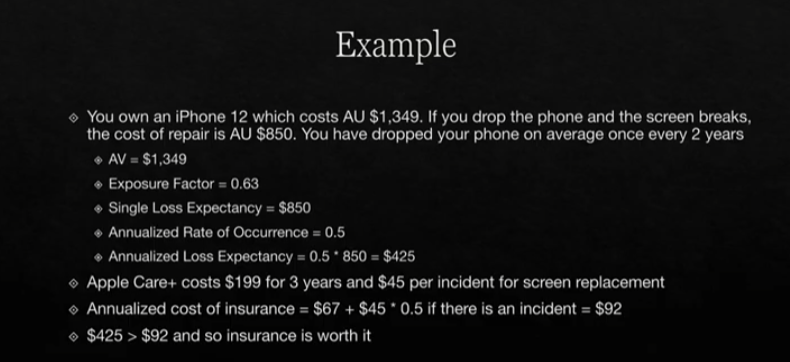 Example
You own an iPhone 12 which costs AU $1,349. If you drop the phone and the screen breaks,
the cost of repair is AU $850. You have dropped your phone on average once every 2 years
AV = $1,349
Exposure Factor = 0.63
Single Loss Expectancy = $850
Annualized Rate of Occurrence = 0.5
Annualized Loss Expectancy = 0.5 * 850 = $425
Apple Care+ costs $199 for 3 years and $45 per incident for screen replacement
Annualized cost of insurance = $67 + $45 * 0.5 if there is an incident = $92
$425 > $92 and so insurance is worth it